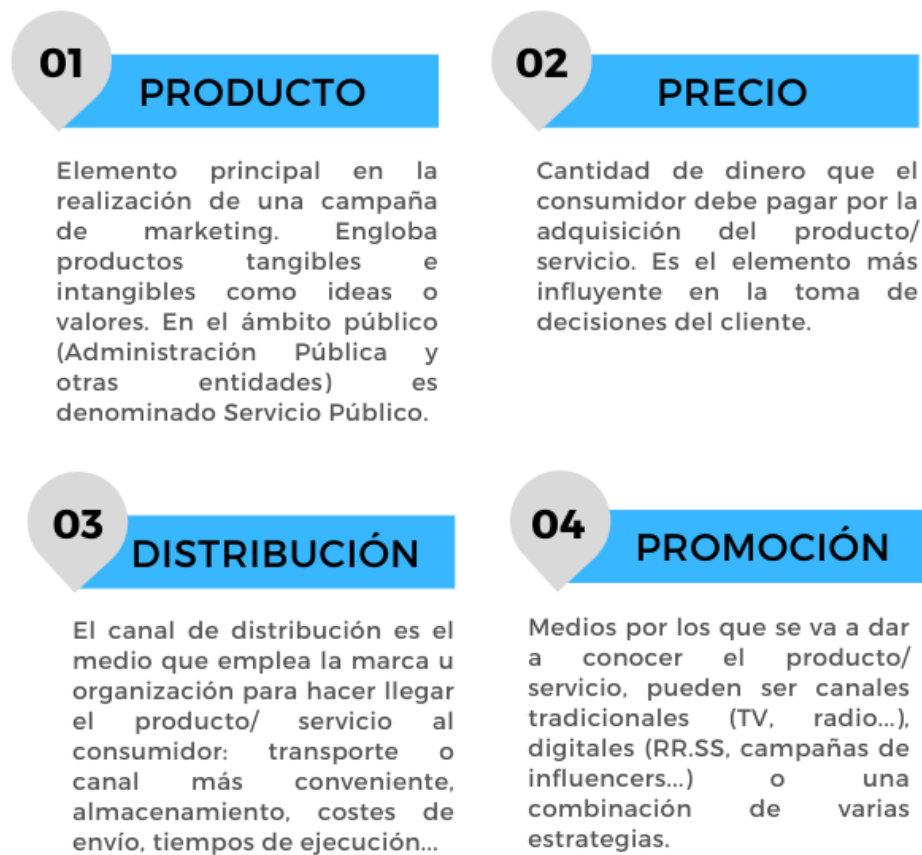 01
PRODUCTO
Elemento principal en la
realización de una campaña
de marketing. Engloba
productos tangibles e
intangibles como ideas o
valores. En el ámbito público
(Administración Pública y
otras entidades) es
denominado Servicio Público.
02
PRECIO
Cantidad de dinero que el
consumidor debe pagar por la
adquisición del producto/
servicio. Es el elemento más
influyente en la toma de
decisiones del cliente.
03
DISTRIBUCIÓN
El canal de distribución es el
medio que emplea la marca u
organización para hacer llegar
el producto/ servicio al
consumidor: transporte o
canal más conveniente,
almacenamiento, costes de
envío, tiempos de ejecución...
04
PROMOCIÓN
Medios por los que se va a dar
a conocer el producto/
servicio, pueden ser canales
tradicionales (TV, radio...),
digitales (RR.SS, campañas de
influencers...) o una
combinación de varias
estrategias.